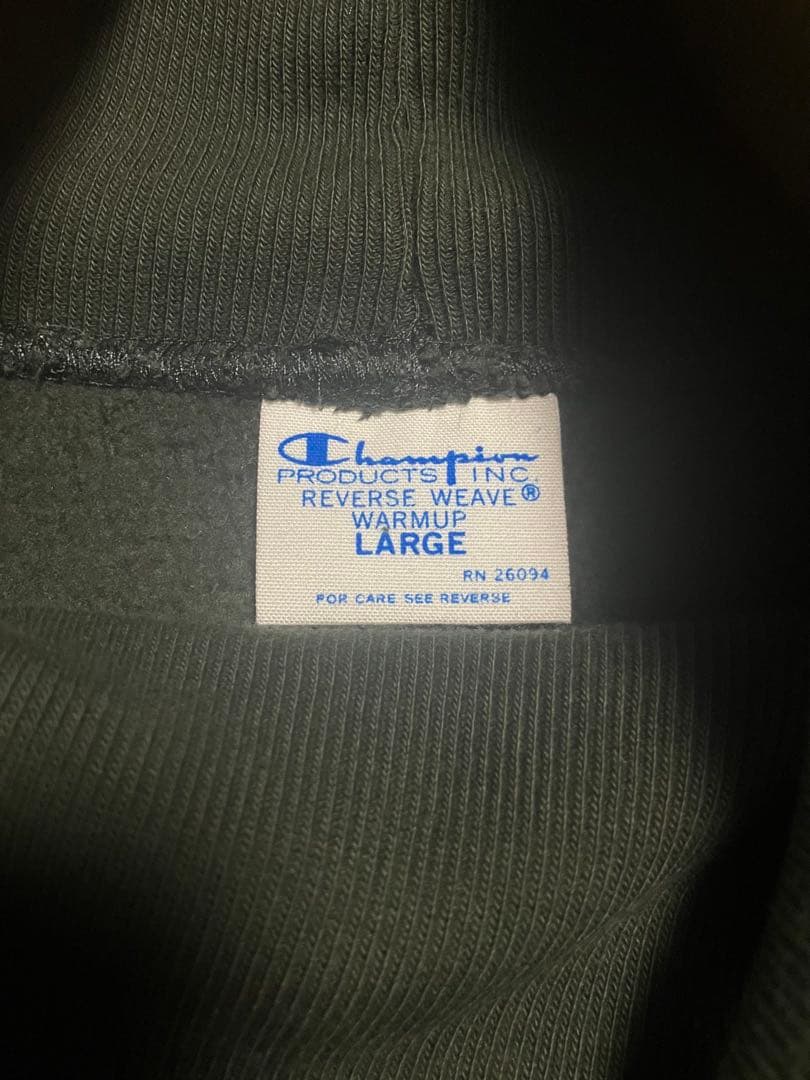 Champion
PRODUCTS INC.
REVERSE WEAVE®
WARMUP
LARGE
RN 26094
FOR CARE SEE REVERSE